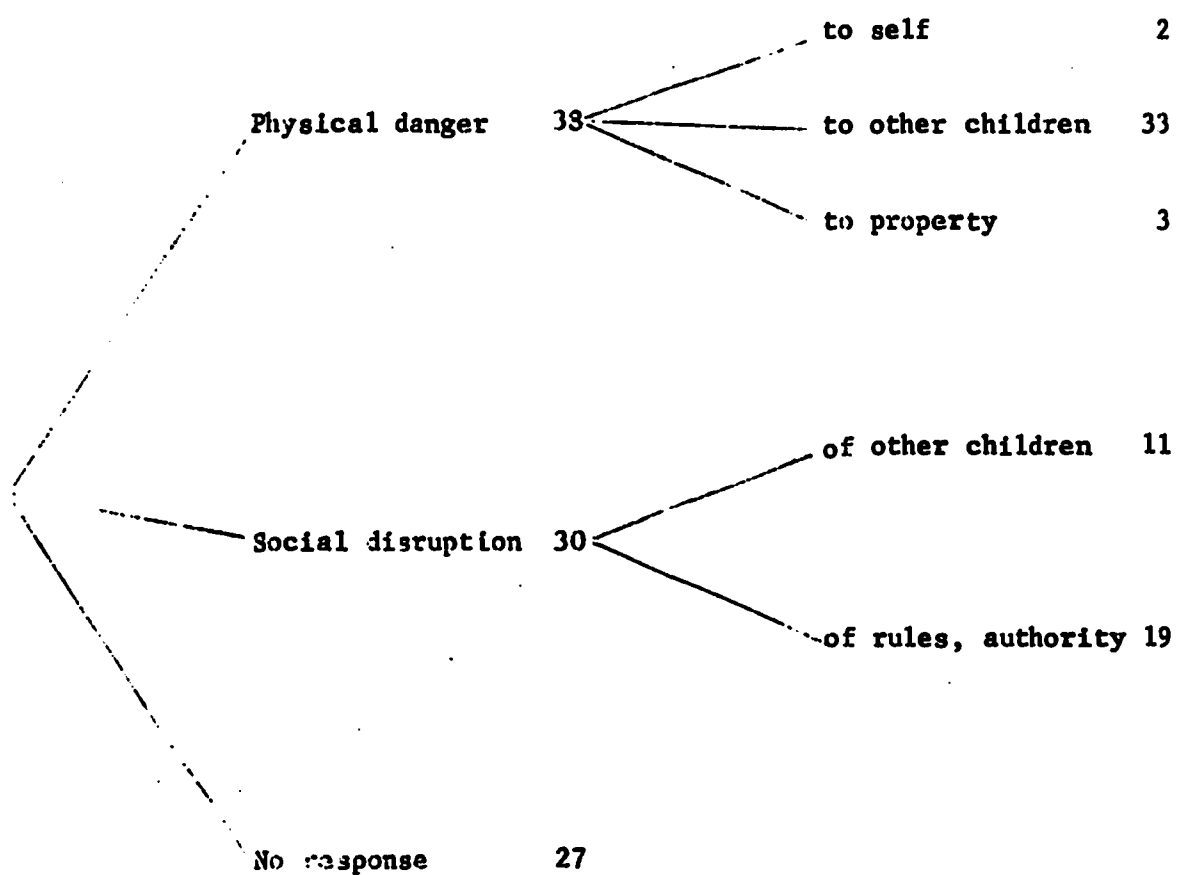 to self 2
Physical danger 38
to other children 33
to property 3
of other children 11
Social disruption 30
of rules, authority 19
No response 27